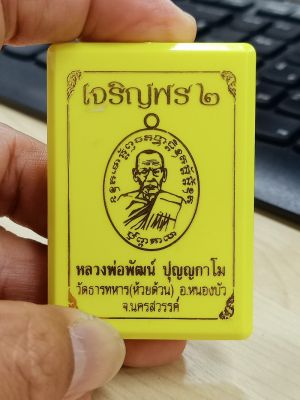 เจริญพร ๒
หลวงพ่อพัฒน์ ปุญญกาโม
วัดธารทหาร(ห้วยด้วน) อ.หนองบัว
จ.นครสวรรค์